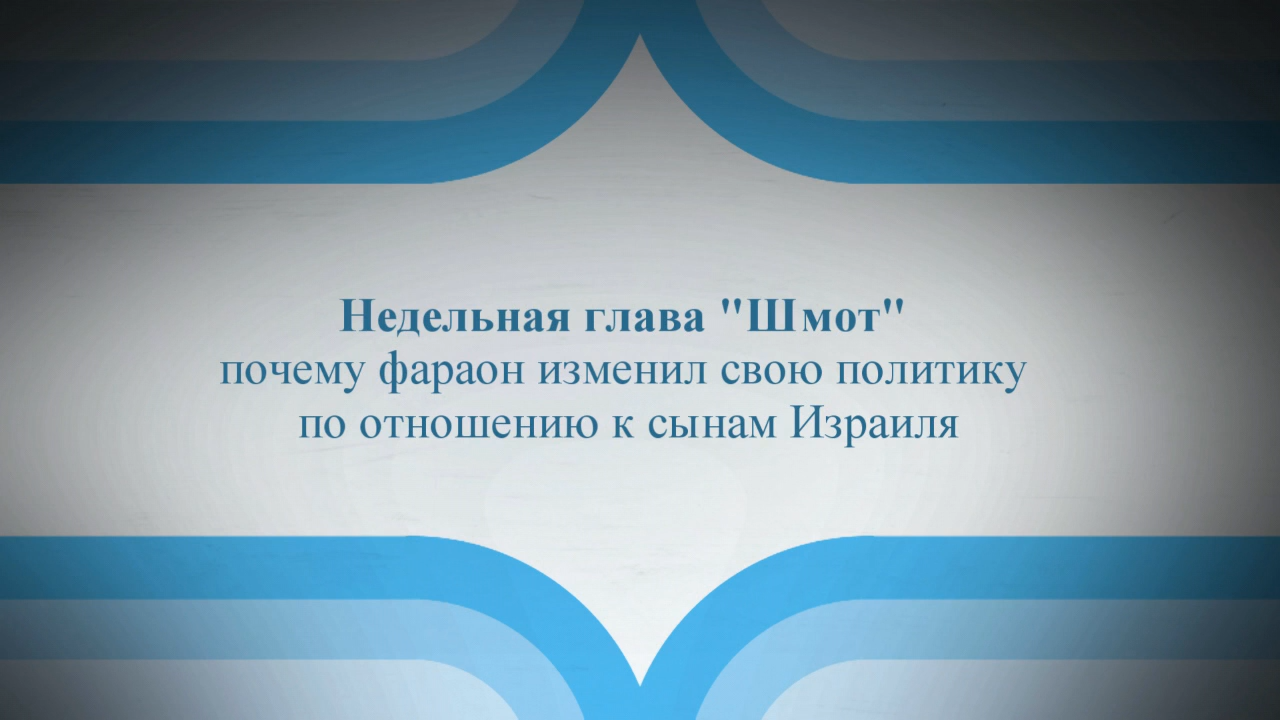 Недельная глава "Шмот"
почему фараон изменил свою политику
по отношению к сынам Израиля